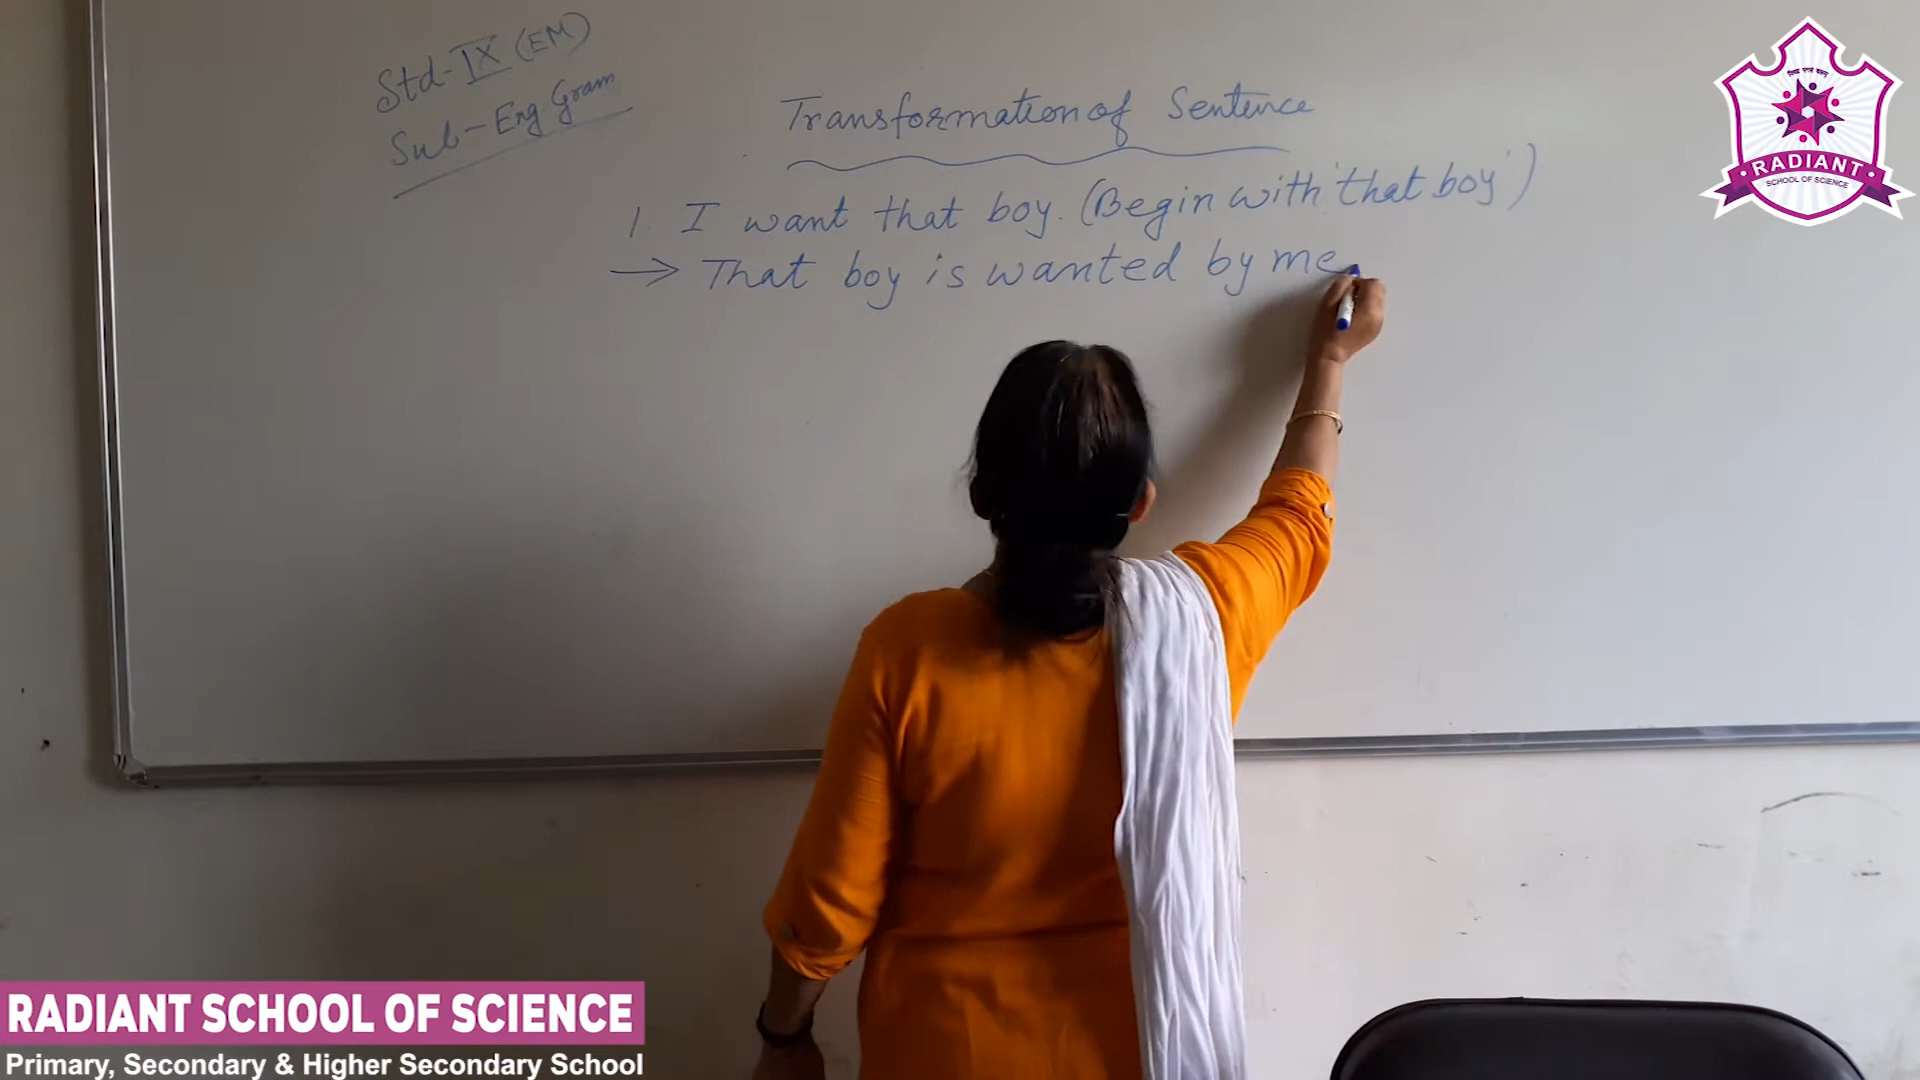 Std-IX (EM)
Sub-Eng. Gram
Transformation of Sentence
1. I want that boy. (Begin with 'that boy')
→ That boy is wanted by me
RADIANT
SCHOOL OF SCIENCE
RADIANT SCHOOL OF SCIENCE
Primary, Secondary & Higher Secondary School